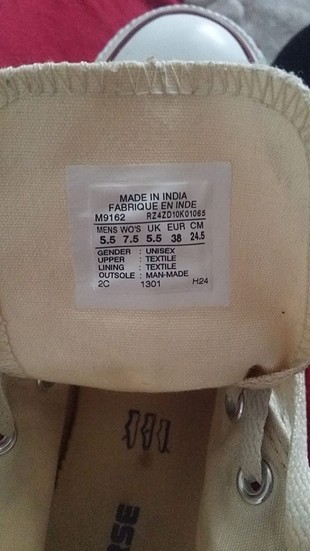 MADE IN INDIA
FABRIQUE EN INDE
M9162 RZ4ZD10K01065
MENS WO'S UK EUR CM
5.5 7.5 5.5 38 24.5
GENDER : UNISEX
UPPER : TEXTILE
LINING : TEXTILE
OUTSOLE : MAN-MADE
2C 1301 H24